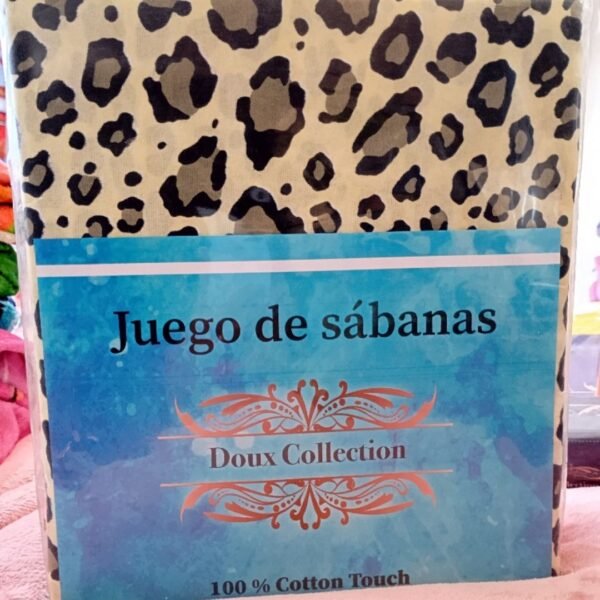 Juego de sábanas
Doux Collection
100 % Cotton Touch